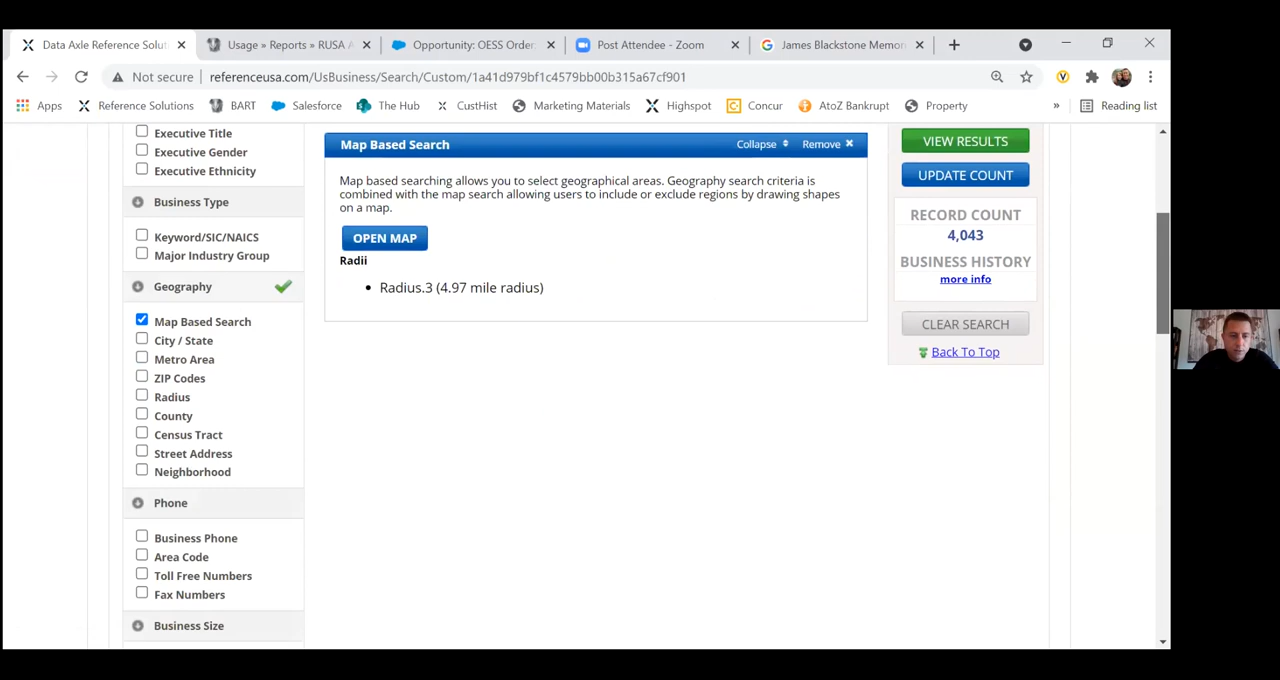 Data Axle Reference Soluti
Usage » Reports » RUSA A
Opportunity: OESS Order:
Post Attendee - Zoom
James Blackstone Memor
Not secure
referenceusa.com/UsBusiness/Search/Custom/1a41d979bf1c4579bb00b315a67cf901
Apps
Reference Solutions
BART
Salesforce
The Hub
CustHist
Marketing Materials
Highspot
Concur
AtoZ Bankrupt
Property
»
Reading list
Executive Title
Executive Gender
Executive Ethnicity
Business Type
Keyword/SIC/NAICS
Major Industry Group
Geography
Map Based Search
City / State
Metro Area
ZIP Codes
Radius
County
Census Tract
Street Address
Neighborhood
Phone
Business Phone
Area Code
Toll Free Numbers
Fax Numbers
Business Size
Map Based Search
Collapse
Remove
Map based searching allows you to select geographical areas. Geography search criteria is
combined with the map search allowing users to include or exclude regions by drawing shapes
on a map.
OPEN MAP
Radii
• Radius.3 (4.97 mile radius)
VIEW RESULTS
UPDATE COUNT
RECORD COUNT
4,043
BUSINESS HISTORY
more info
CLEAR SEARCH
Back To Top